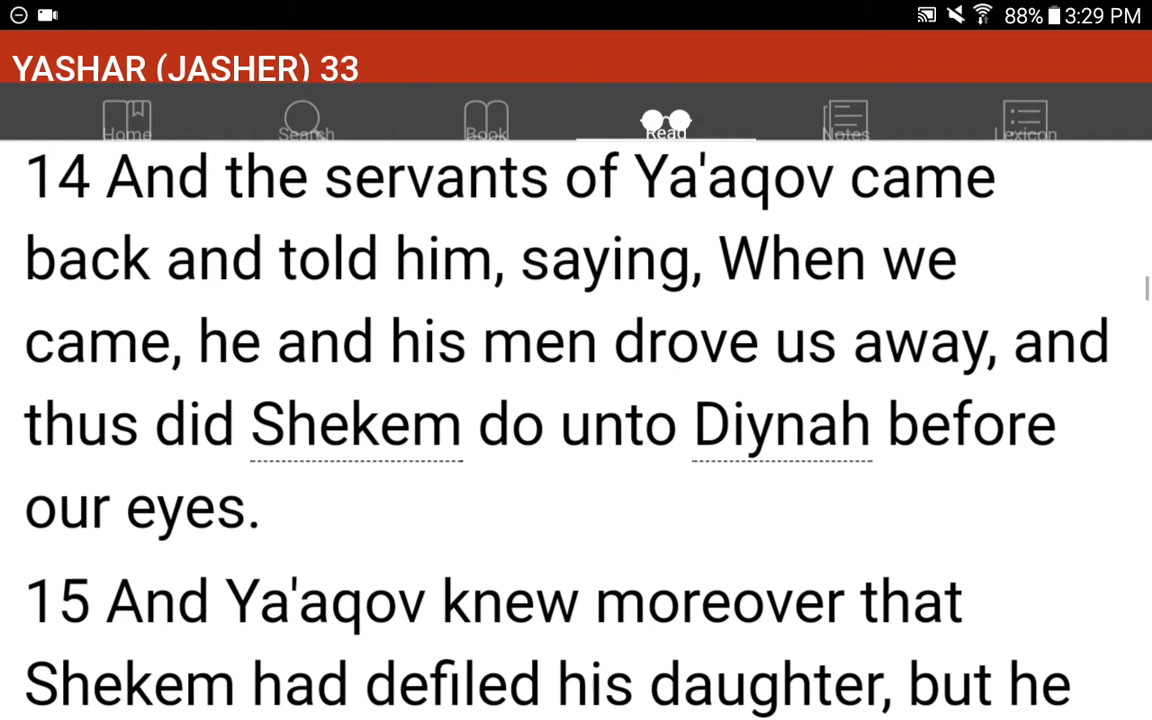 88% 3:29 PM
YASHAR (JASHER) 33
Home Search Book Read Notes Lexicon
14 And the servants of Ya'aqov came
back and told him, saying, When we
came, he and his men drove us away, and
thus did Shekem do unto Diynah before
our eyes.
15 And Ya'aqov knew moreover that
Shekem had defiled his daughter, but he